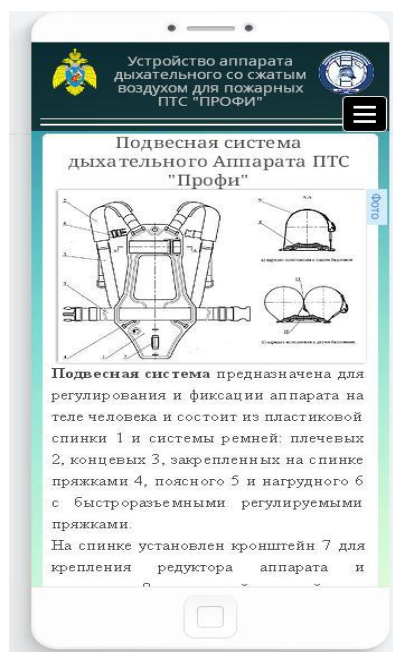 Устройство аппарата
дыхательного со сжатым
воздухом для пожарных
ПТС "ПРОФИ"
Подвесная система
дыхательного Аппарата ПТС
"Профи"
Фото
Подвесная система предназначена для
регулирования и фиксации аппарата на
теле человека и состоит из пластиковой
спинки 1 и системы ремней: плечевых
2, концевых 3, закрепленных на спинке
пряжками 4, поясного 5 и нагрудного 6
с быстроразъемными регулируемыми
пряжками.
На спинке установлен кронштейн 7 для
крепления редуктора аппарата и